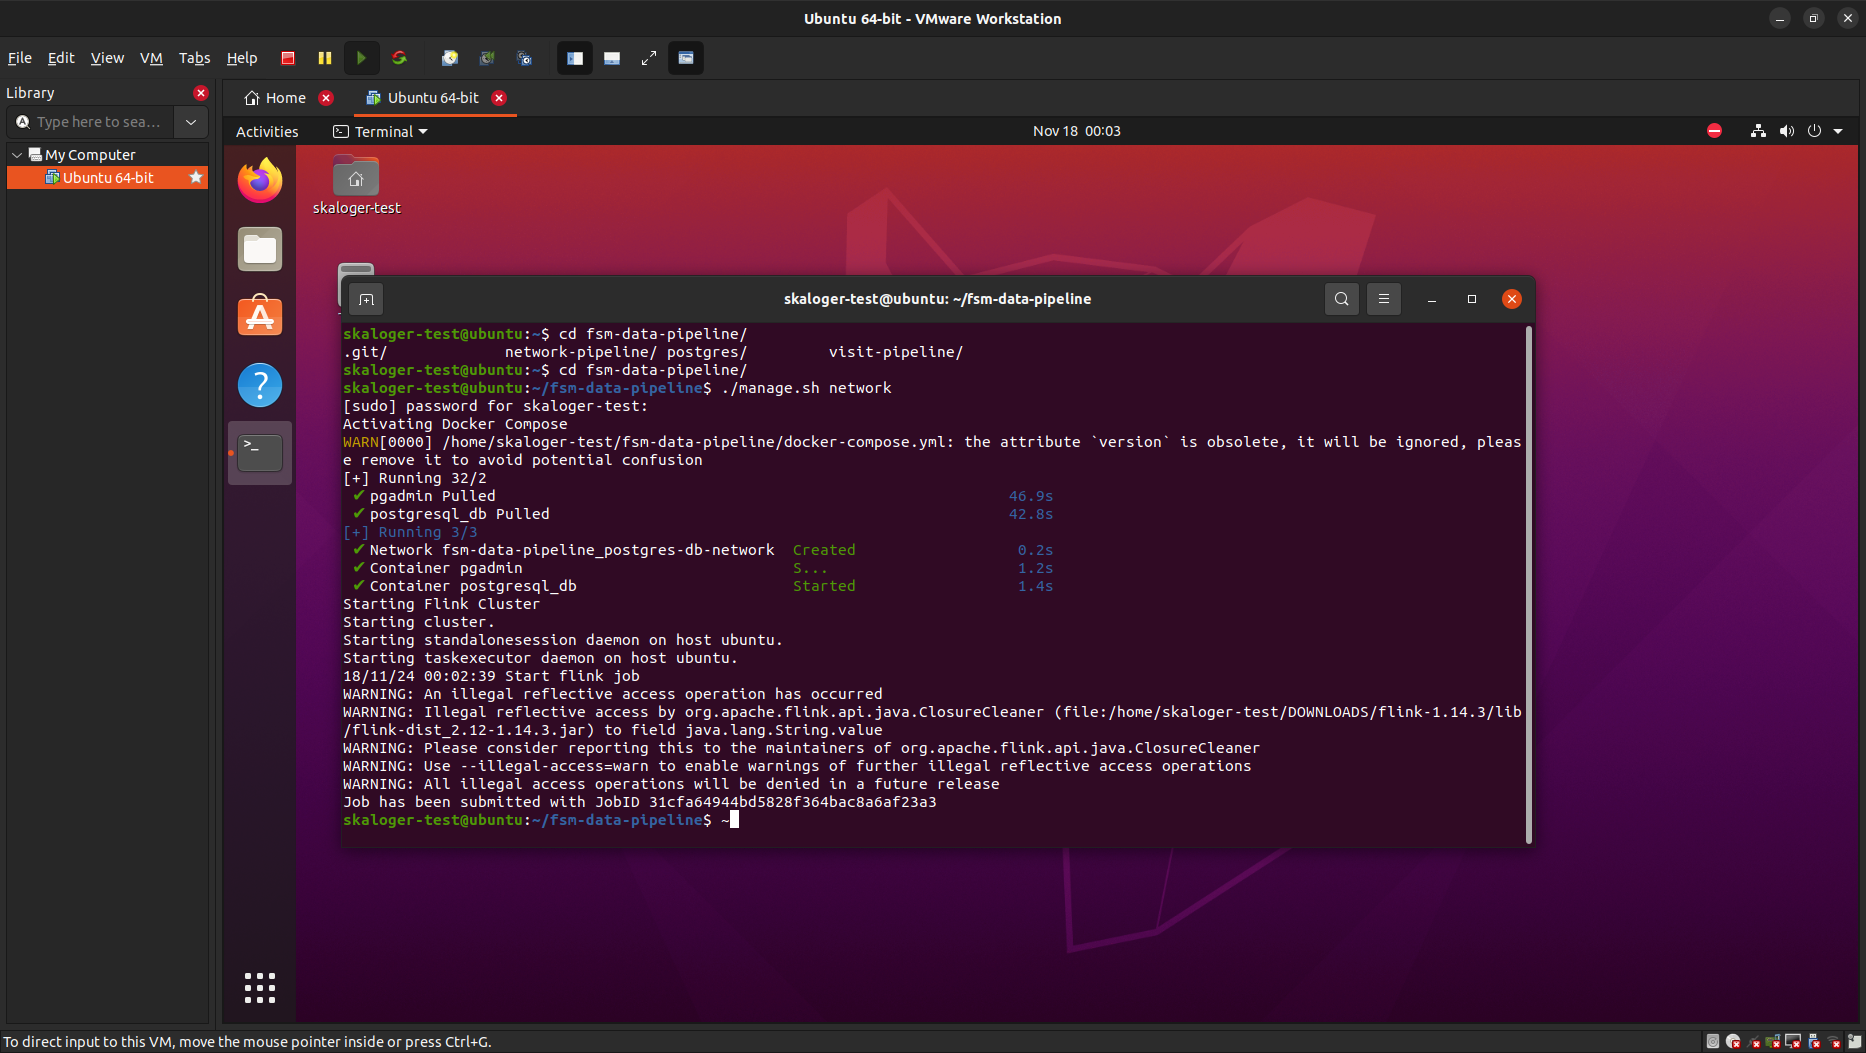 Ubuntu 64-bit - VMware Workstation
File Edit View VM Tabs Help
Library
Home
Ubuntu 64-bit
Type here to sea...
Activities
Terminal
Nov 18 00:03
My Computer
Ubuntu 64-bit
skaloger-test
skaloger-test@ubuntu: ~/fsm-data-pipeline
skaloger-test@ubuntu:~$ cd fsm-data-pipeline/
.git/ network-pipeline/ postgres/ visit-pipeline/
skaloger-test@ubuntu:~$ cd fsm-data-pipeline/
skaloger-test@ubuntu:~/fsm-data-pipeline$ ./manage.sh network
[sudo] password for skaloger-test:
Activating Docker Compose
WARN[0000] /home/skaloger-test/fsm-data-pipeline/docker-compose.yml: the attribute `version` is obsolete, it will be ignored, pleas
e remove it to avoid potential confusion
[+] Running 32/2
✔ pgadmin Pulled 46.9s
✔ postgresql_db Pulled 42.8s
[+] Running 3/3
✔ Network fsm-data-pipeline_postgres-db-network Created 0.2s
✔ Container pgadmin S... 1.2s
✔ Container postgresql_db Started 1.4s
Starting Flink Cluster
Starting cluster.
Starting standalonesession daemon on host ubuntu.
Starting taskexecutor daemon on host ubuntu.
18/11/24 00:02:39 Start flink job
WARNING: An illegal reflective access operation has occurred
WARNING: Illegal reflective access by org.apache.flink.api.java.ClosureCleaner (file:/home/skaloger-test/DOWNLOADS/flink-1.14.3/lib
/flink-dist_2.12-1.14.3.jar) to field java.lang.String.value
WARNING: Please consider reporting this to the maintainers of org.apache.flink.api.java.ClosureCleaner
WARNING: Use --illegal-access=warn to enable warnings of further illegal reflective access operations
WARNING: All illegal access operations will be denied in a future release
Job has been submitted with JobID 31cfa64944bd5828f364bac8a6af23a3
skaloger-test@ubuntu:~/fsm-data-pipeline$ ~
To direct input to this VM, move the mouse pointer inside or press Ctrl+G.